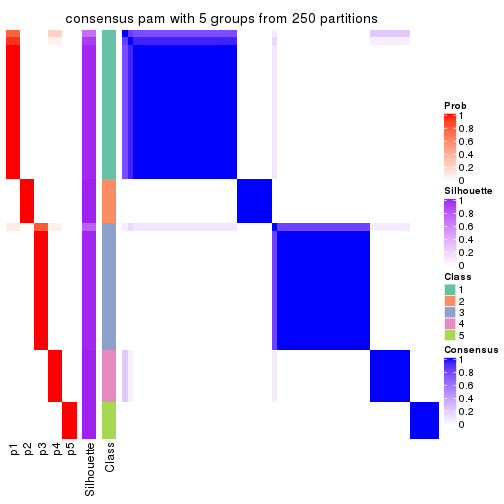 consensus pam with 5 groups from 250 partitions
Prob
1
0.8
0.6
0.4
0.2
0
Silhouette
1
0.8
0.6
0.4
0.2
0
Class
1
2
3
4
5
Consensus
1
0.8
0.6
0.4
0.2
0
p1
p2
p3
p4
p5
Silhouette
Class